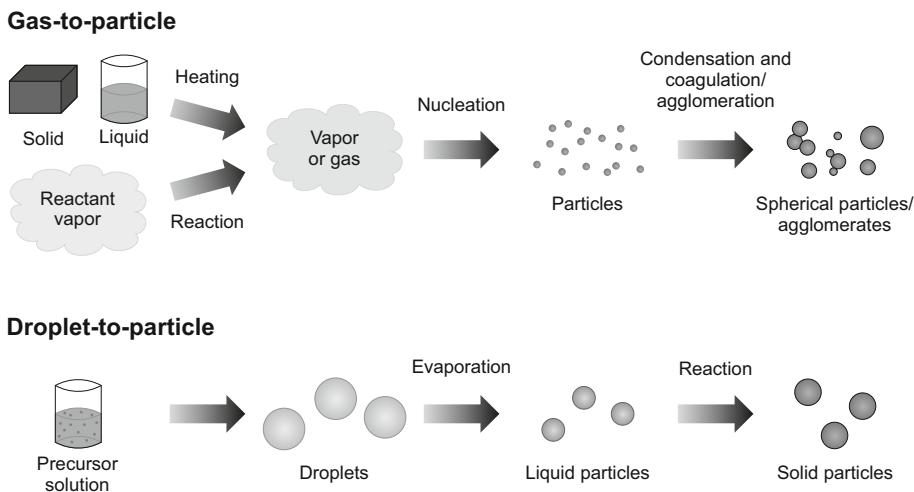 Gas-to-particle
Heating
Solid
Liquid
Reactant
vapor
Reaction
Vapor
or gas
Nucleation
Particles
Condensation and
coagulation/
agglomeration
Spherical particles/
agglomerates
Droplet-to-particle
Precursor
solution
Droplets
Evaporation
Liquid particles
Reaction
Solid particles